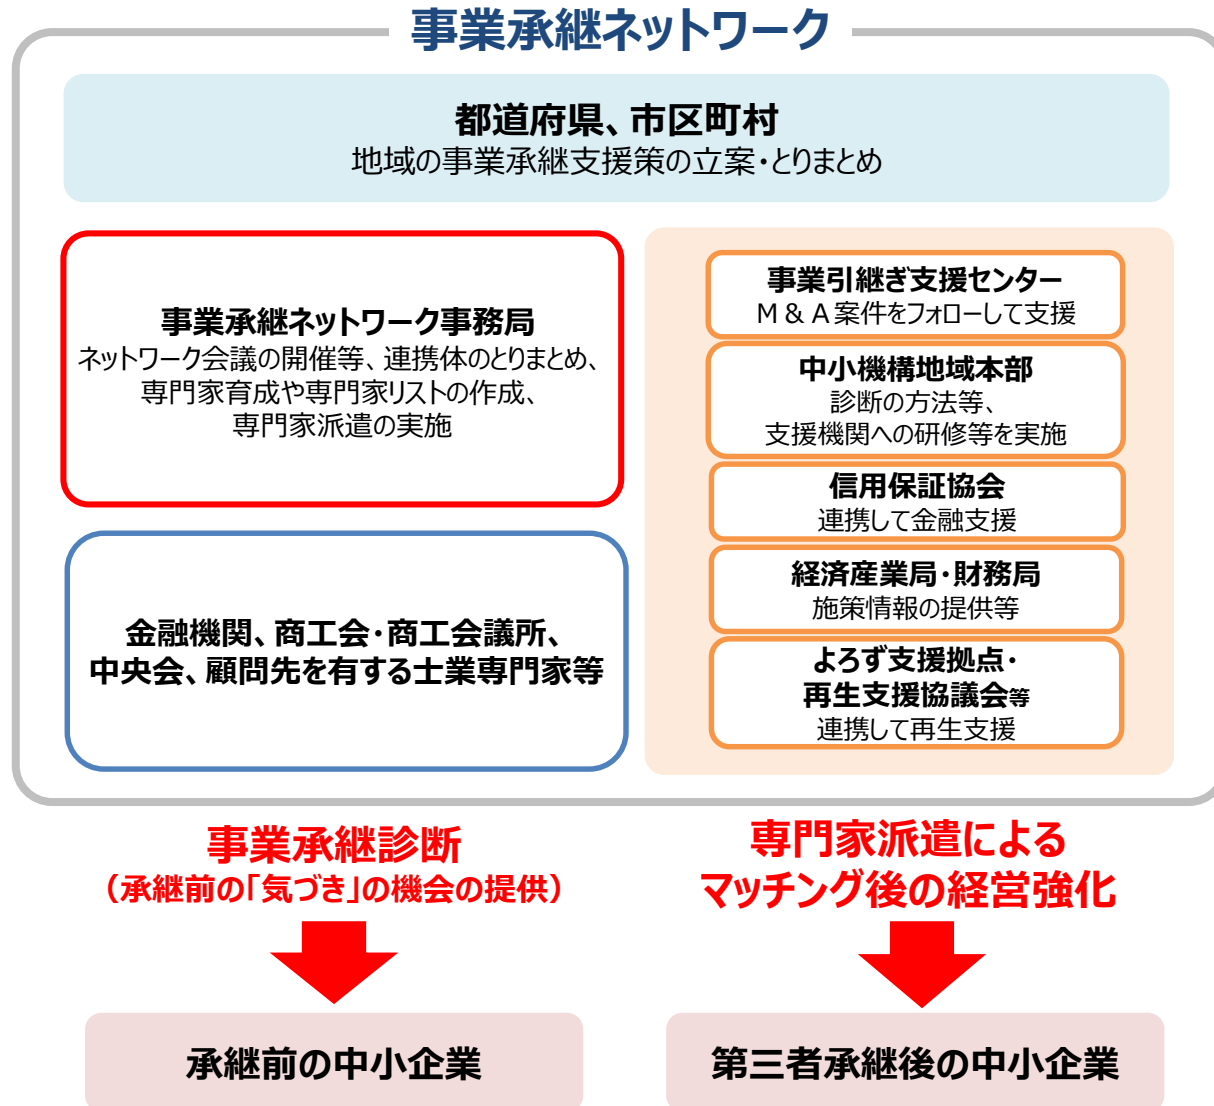 事業承継ネットワーク
都道府県、市区町村
地域の事業承継支援策の立案・とりまとめ
事業承継ネットワーク事務局
ネットワーク会議の開催等、連携体のとりまとめ、
専門家育成や専門家リストの作成、
専門家派遣の実施
金融機関、商工会・商工会議所、
中央会、顧問先を有する士業専門家等
事業引継ぎ支援センター
M&A案件をフォローして支援
中小機構地域本部
診断の方法等、
支援機関への研修等を実施
信用保証協会
連携して金融支援
経済産業局・財務局
施策情報の提供等
よろず支援拠点・
再生支援協議会等
連携して再生支援
事業承継診断
（承継前の「気づき」の機会の提供）
専門家派遣による
マッチング後の経営強化
承継前の中小企業
第三者承継後の中小企業